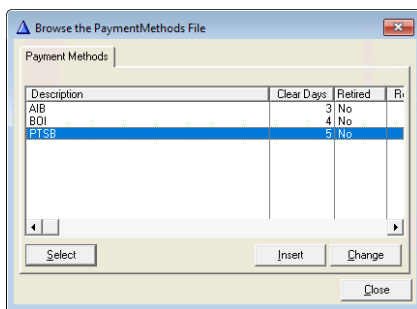 Browse the PaymentMethods File
Payment Methods
Description Clear Days Retired
AIB 3 No
BOI 4 No
PTSB 5 No
Select Insert Change
Close